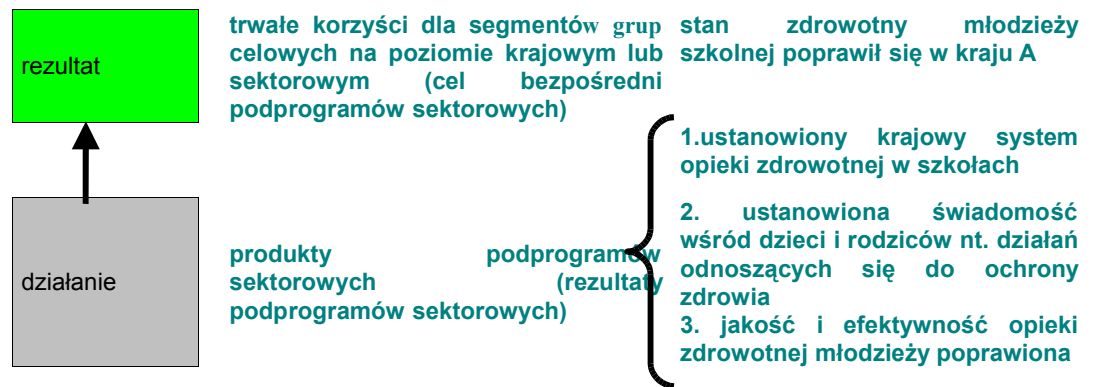 rezultat
trwałe korzyści dla segmentów grup
celowych na poziomie krajowym lub
sektorowym (cel bezpośredni
podprogramów sektorowych)
stan zdrowotny młodzieży
szkolnej poprawił się w kraju A
działanie
produkty podprogramów
sektorowych (rezultaty
podprogramów sektorowych)
1.ustanowiony krajowy system
opieki zdrowotnej w szkołach
2. ustanowiona świadomość
wśród dzieci i rodziców nt. działań
odnoszących się do ochrony
zdrowia
3. jakość i efektywność opieki
zdrowotnej młodzieży poprawiona